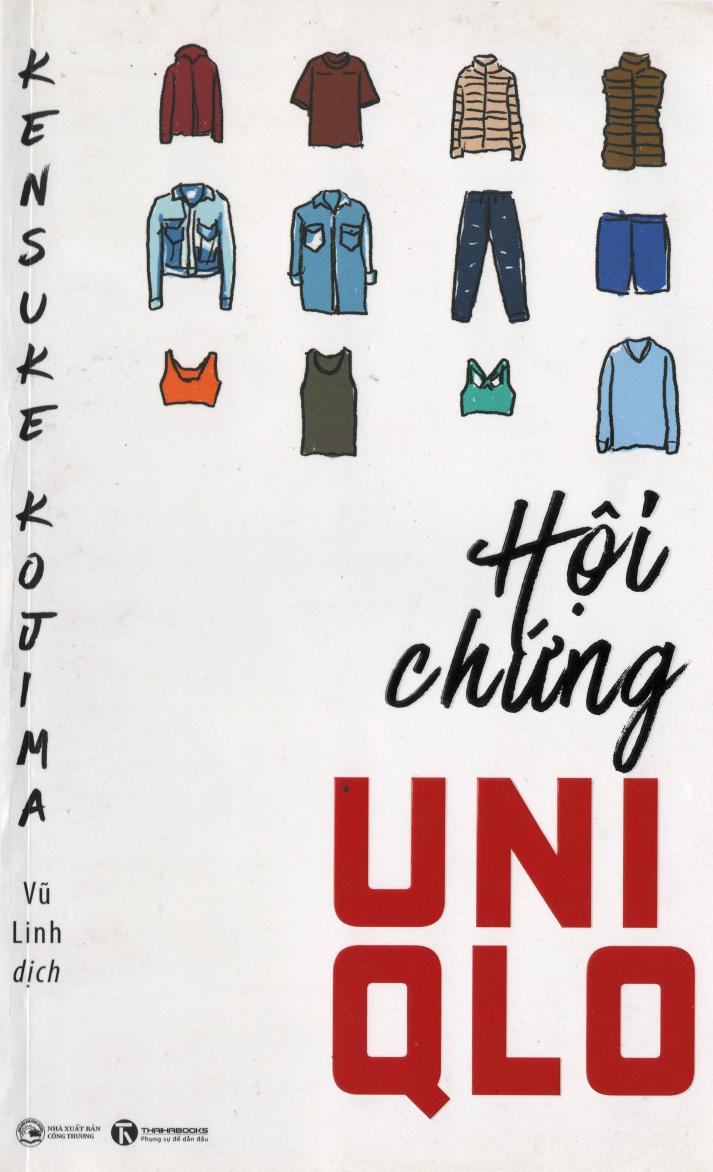 KENSUKE KOJIMA
Vũ
Linh
dịch
Hội
chứng
UNI
QLO
NHÀ XUẤT BẢN
CÔNG THƯƠNG
THAIHABOOKS
Phụng sự để dẫn đầu